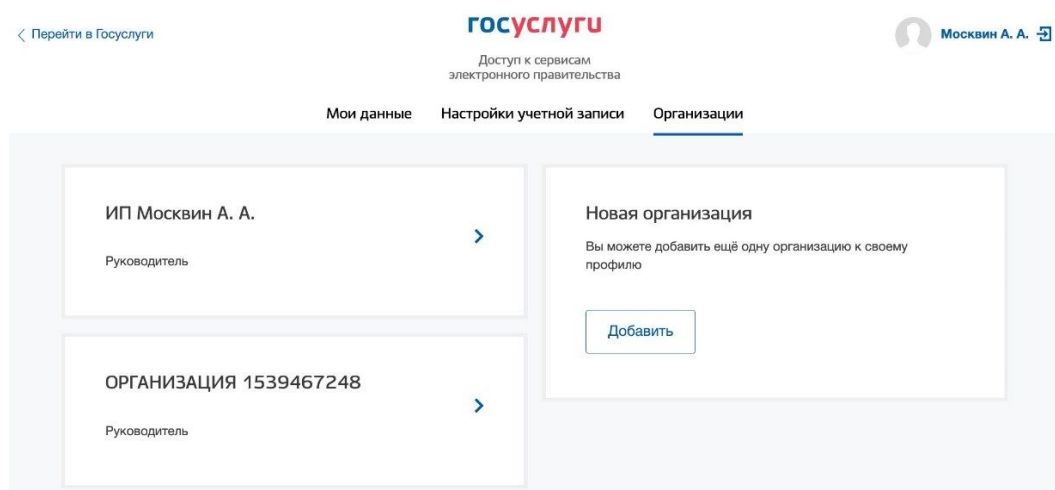 Перейти в Госуслуги
госуслуги
Москвин А. А.
Доступ к сервисам
электронного правительства
Мои данные Настройки учетной записи Организации
ИП Москвин А. А.
Руководитель
Новая организация
Вы можете добавить ещё одну организацию к своему
профилю
Добавить
ОРГАНИЗАЦИЯ 1539467248
Руководитель